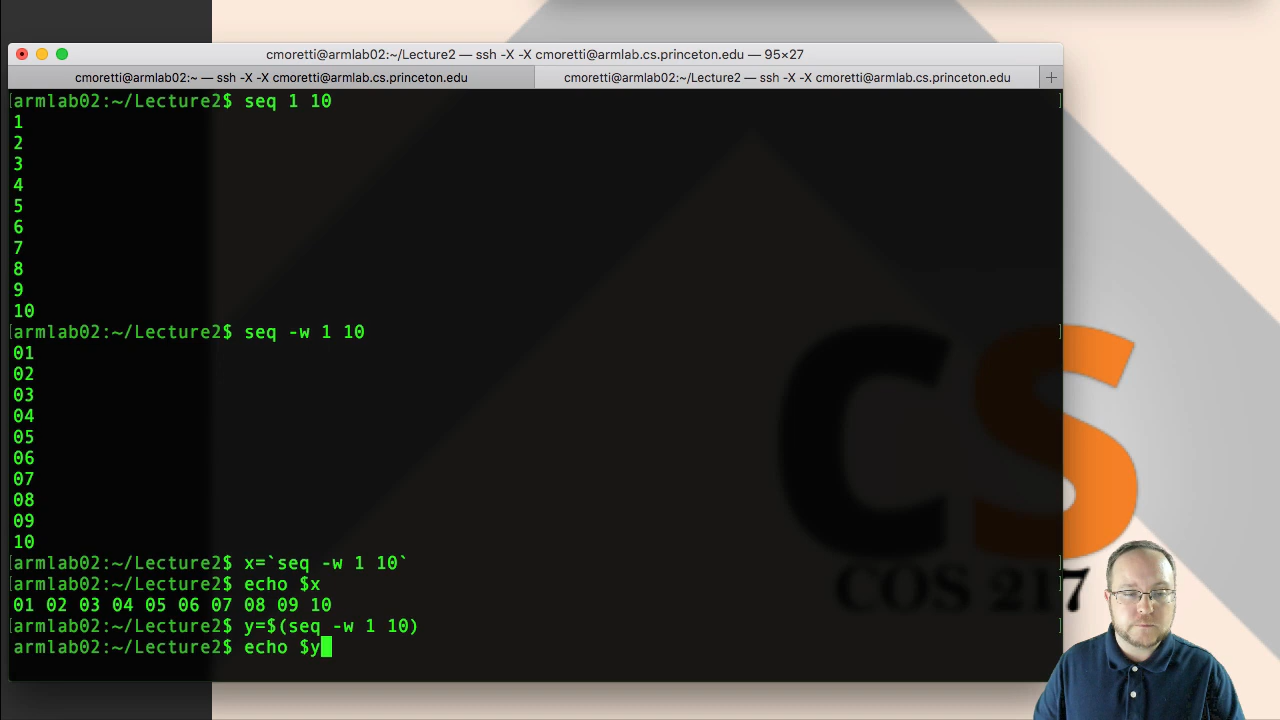 cmoretti@armlab02:~/Lecture2 — ssh -X -X cmoretti@armlab.cs.princeton.edu — 95×27
cmoretti@armlab02:~ — ssh -X -X cmoretti@armlab.cs.princeton.edu
cmoretti@armlab02:~/Lecture2 — ssh -X -X cmoretti@armlab.cs.princeton.edu
[armlab02:~/Lecture2$ seq 1 10 ]
1
2
3
4
5
6
7
8
9
10
[armlab02:~/Lecture2$ seq -w 1 10 ]
01
02
03
04
05
06
07
08
09
10
[armlab02:~/Lecture2$ x=`seq -w 1 10` ]
[armlab02:~/Lecture2$ echo $x ]
01 02 03 04 05 06 07 08 09 10
[armlab02:~/Lecture2$ y=$(seq -w 1 10) ]
armlab02:~/Lecture2$ echo $y
CS
COS 217